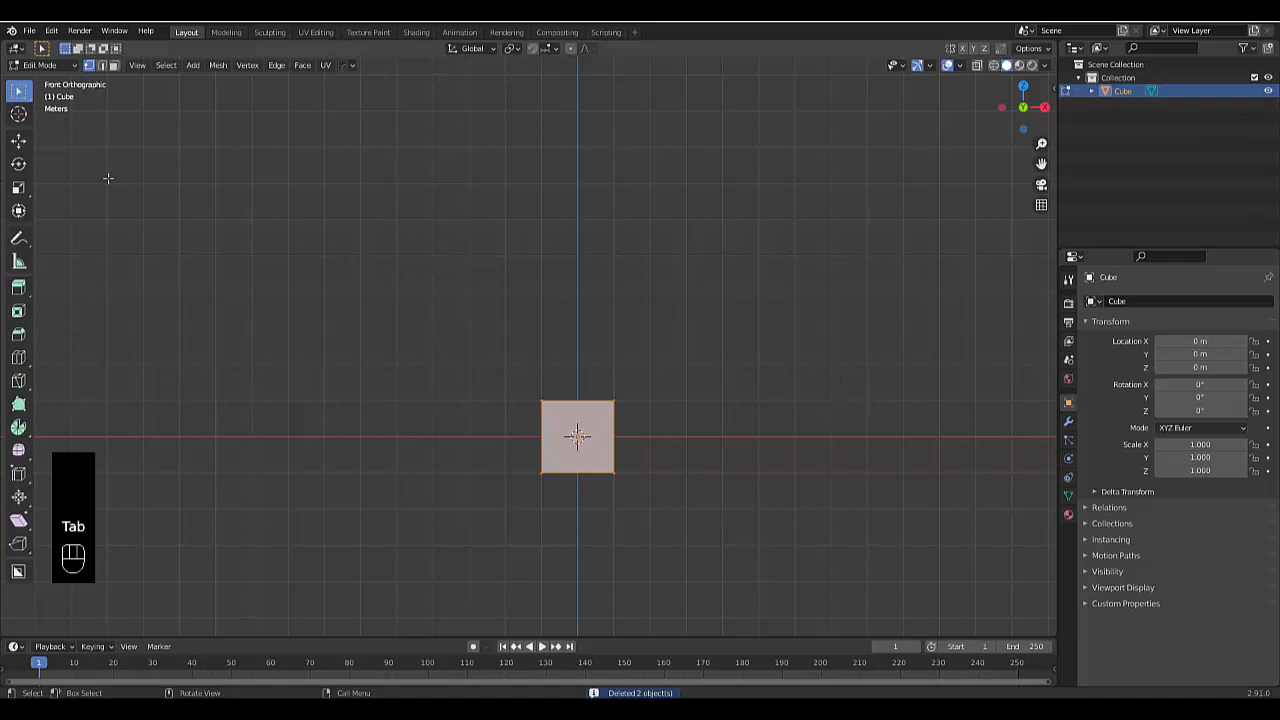 File Edit Render Window Help Layout Modeling Sculpting UV Editing Texture Paint Shading Animation Rendering Compositing Scripting + Scene View Layer
Global X Y Z Options
Edit Mode View Select Add Mesh Vertex Edge Face UV
Front Orthographic
(1) Cube
Meters
Z
Y
X
Scene Collection
Collection
Cube
Cube
Cube
Transform
Location X 0 m
Y 0 m
Z 0 m
Rotation X 0°
Y 0°
Z 0°
Mode XYZ Euler
Scale X 1.000
Y 1.000
Z 1.000
Delta Transform
Relations
Collections
Instancing
Motion Paths
Visibility
Viewport Display
Custom Properties
Tab
Playback Keying View Marker 1 Start 1 End 250
1 10 20 30 40 50 60 70 80 90 100 110 120 130 140 150 160 170 180 190 200 210 220 230 240 250
Select Box Select Rotate View Call Menu Deleted 2 object(s) 2.91.0